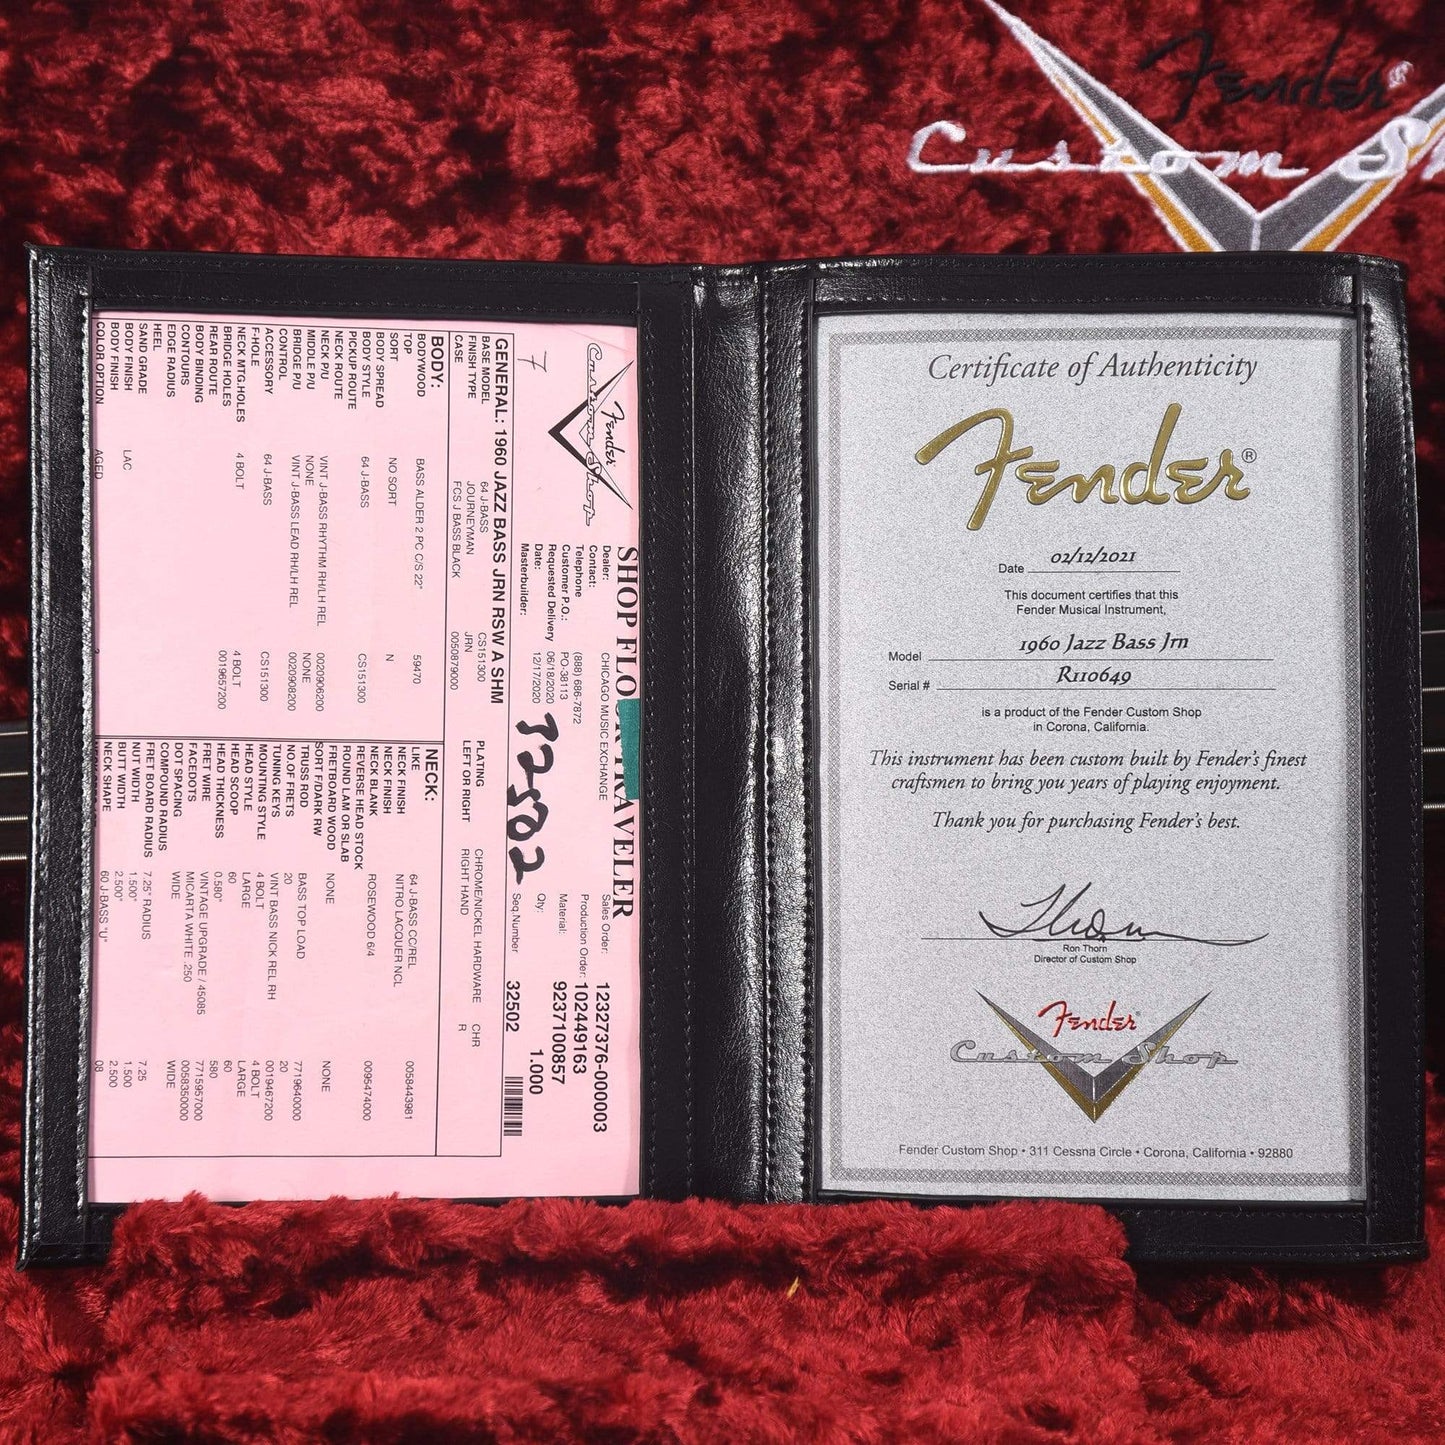 Fender®
Custom
Fender
Custom Shop
SHOP FLO
RAVELER
Dealer: CHICAGO MUSIC EXCHANGE
Contact:
Telephone (888) 686-7872
Customer P.O.: PO-38113
Requested Delivery 06/18/2020
Date: 12/17/2020
Masterbuilder:
32502
Sales Order: 12327376-000003
Production Order: 102449163
Material: 9237100857
Qty: 1.000
Seq.Number 32502
7
GENERAL: 1960 JAZZ BASS JRN RSW A SHM
BASE MODEL 64 J-BASS CS151300
FINISH TYPE JOURNEYMAN JRN
CASE FCS J BASS BLACK 0050879000
PLATING CHROME/NICKEL HARDWARE CHR
LEFT OR RIGHT RIGHT HAND R
BODY:
BODYWOOD BASS ALDER 2 PC C/S 22" 59470
TOP
SORT NO SORT N
BODY SPREAD
BODY STYLE 64 J-BASS CS151300
PICKUP ROUTE
NECK ROUTE
NECK P/U VINT J-BASS RHYTHM RH/LH REL 0020906200
MIDDLE P/U NONE NONE
BRIDGE P/U VINT J-BASS LEAD RH/LH REL 0020908200
CONTROL
ACCESSORY 64 J-BASS CS151300
F-HOLE
NECK MTG.HOLES 4 BOLT 4 BOLT
BRIDGE HOLES 0019657200
REAR ROUTE
BODY BINDING
CONTOURS
EDGE RADIUS
HEEL
SAND GRADE
BODY FINISH LAC
BODY FINISH
COLOR OPTION AGED
NECK:
LIKE 64 J-BASS CC/REL 0058443981
NECK FINISH NITRO LACQUER NCL
NECK FINISH
NECK BLANK ROSEWOOD 6/4 0095474000
REVERSE HEAD STOCK
ROUND LAM OR SLAB
FRETBOARD WOOD
SORT F/DARK RW NONE NONE
TRUSS ROD BASS TOP LOAD 7719640000
NO.OF FRETS 20 20
TUNING KEYS VINT BASS NICK REL RH 0019467200
MOUNTING STYLE 4 BOLT 4 BOLT
HEAD STYLE LARGE LARGE
HEAD SCOOP 60 60
HEAD THICKNESS 0.580" 580
FRET WIRE VINTAGE UPGRADE / 45085 7715957000
FACEDOTS MICARTA WHITE .250 0058350000
DOT SPACING WIDE WIDE
COMPOUND RADIUS
FRET BOARD RADIUS 7.25" RADIUS 7.25
NUT WIDTH 1.500" 1.500
BUTT WIDTH 2.500" 2.500
NECK SHAPE 60 J-BASS "U" 08
Certificate of Authenticity
Fender®
Date 02/12/2021
This document certifies that this
Fender Musical Instrument,
Model 1960 Jazz Bass Jrn
Serial # R110649
is a product of the Fender Custom Shop
in Corona, California.
This instrument has been custom built by Fender's finest
craftsmen to bring you years of playing enjoyment.
Thank you for purchasing Fender's best.
Ron Thorn
Director of Custom Shop
Fender®
Custom Shop
Fender Custom Shop • 311 Cessna Circle • Corona, California • 92880